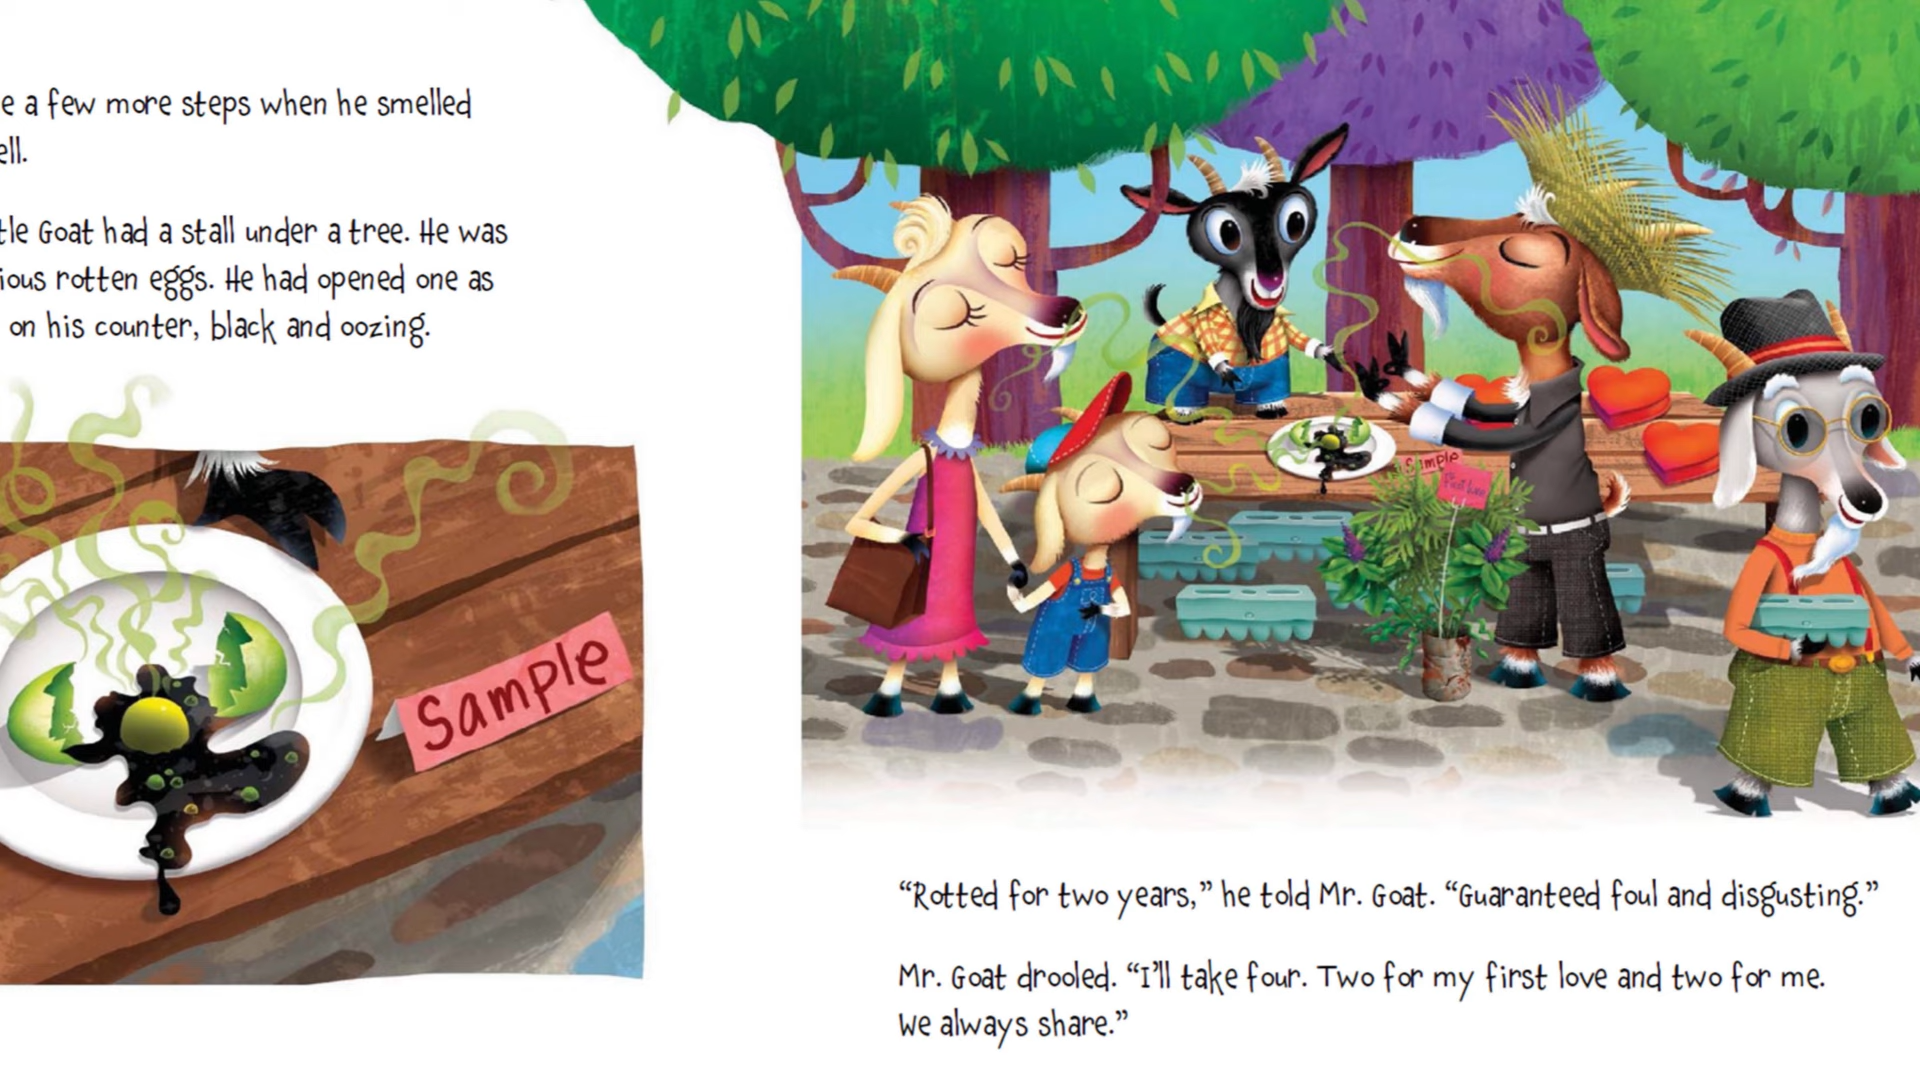 e a few more steps when he smelled
ell.
tle Goat had a stall under a tree. He was
ious rotten eggs. He had opened one as
on his counter, black and oozing.
Sample
Sample
"Rotted for two years," he told Mr. Goat. "Guaranteed foul and disgusting."
Mr. Goat drooled. "I'll take four. Two for my first love and two for me.
We always share."